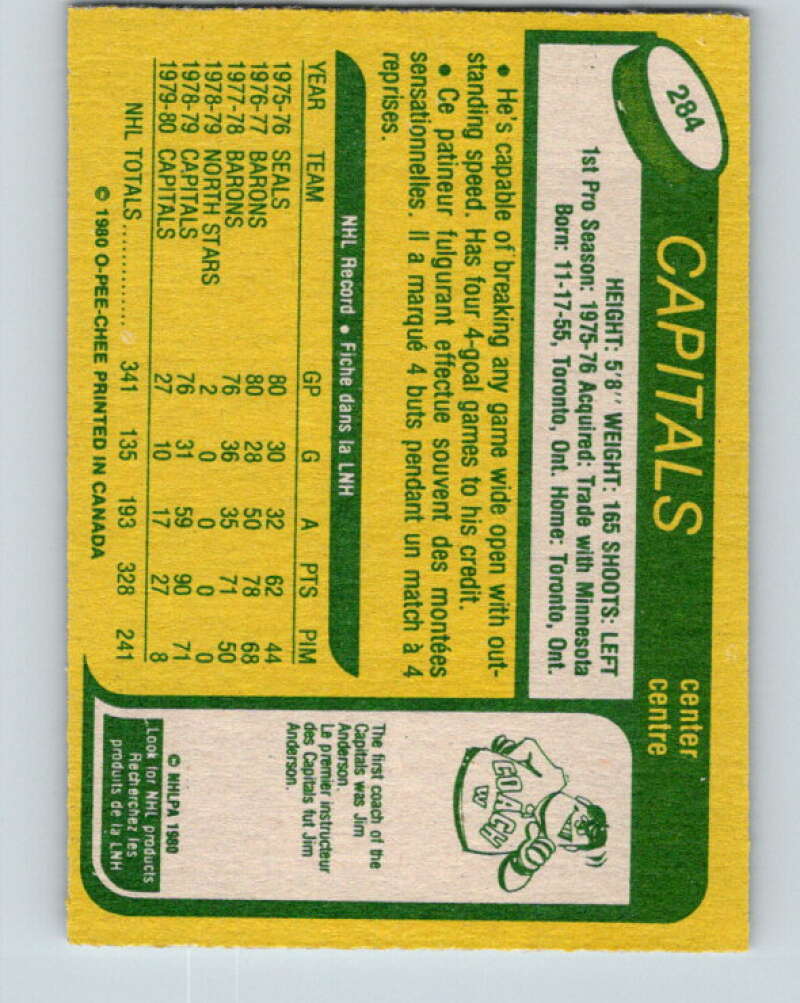 284
CAPITALS
center
centre
HEIGHT: 5'8'' WEIGHT: 165 SHOOTS: LEFT
1st Pro Season: 1975-76 Acquired: Trade with Minnesota
Born: 11-17-55, Toronto, Ont. Home: Toronto, Ont.
• He's capable of breaking any game wide open with out-
standing speed. Has four 4-goal games to his credit.
• Ce patineur fulgurant effectue souvent des montées
sensationnelles. Il a marqué 4 buts pendant un match à 4
reprises.
NHL Record • Fiche dans la LNH
YEAR TEAM GP G A PTS PIM
1975-76 SEALS 80 30 32 62 44
1976-77 BARONS 80 28 50 78 68
1977-78 BARONS 76 36 35 71 50
1978-79 NORTH STARS 2 0 0 0 0
1978-79 CAPITALS 76 31 59 90 71
1979-80 CAPITALS 27 10 17 27 8
NHL TOTALS.............. 341 135 193 328 241
© 1980 O-PEE-CHEE PRINTED IN CANADA
COACH
W
The first coach of the
Capitals was Jim
Anderson.
Le premier instructeur
des Capitals fut Jim
Anderson.
© NHLPA 1980
Look for NHL products
Recherchez les
produits de la LNH